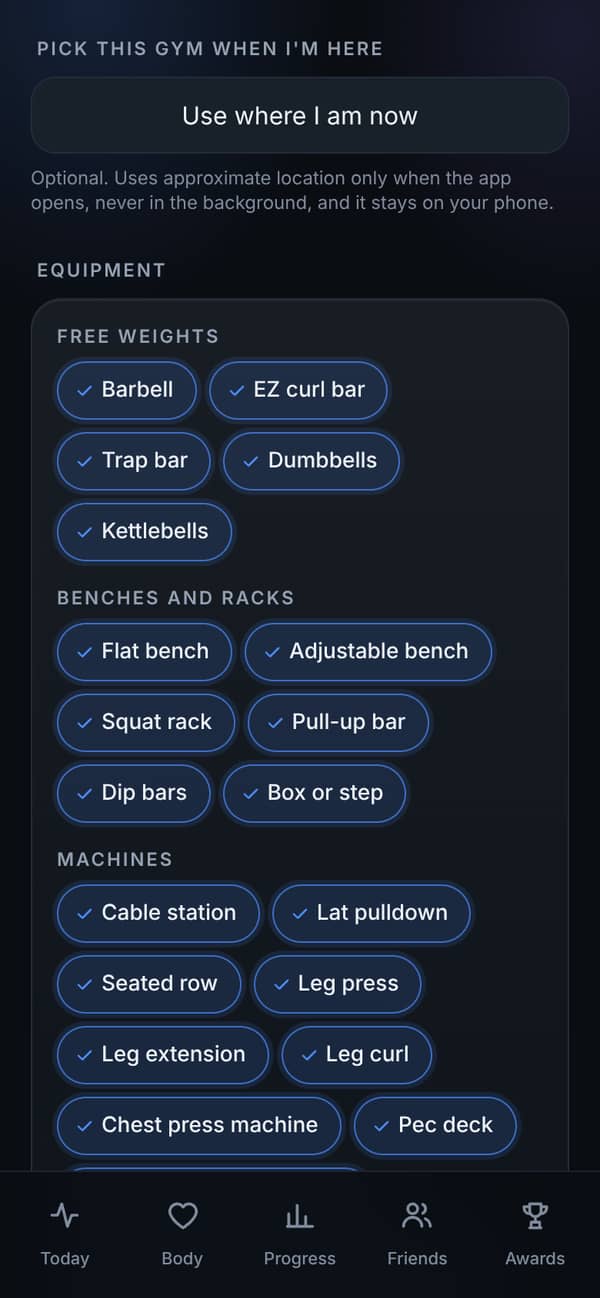 PICK THIS GYM WHEN I'M HERE
Use where I am now
Optional. Uses approximate location only when the app
opens, never in the background, and it stays on your phone.
EQUIPMENT
FREE WEIGHTS
Barbell EZ curl bar
Trap bar Dumbbells
Kettlebells
BENCHES AND RACKS
Flat bench Adjustable bench
Squat rack Pull-up bar
Dip bars Box or step
MACHINES
Cable station Lat pulldown
Seated row Leg press
Leg extension Leg curl
Chest press machine Pec deck
Today Body Progress Friends Awards